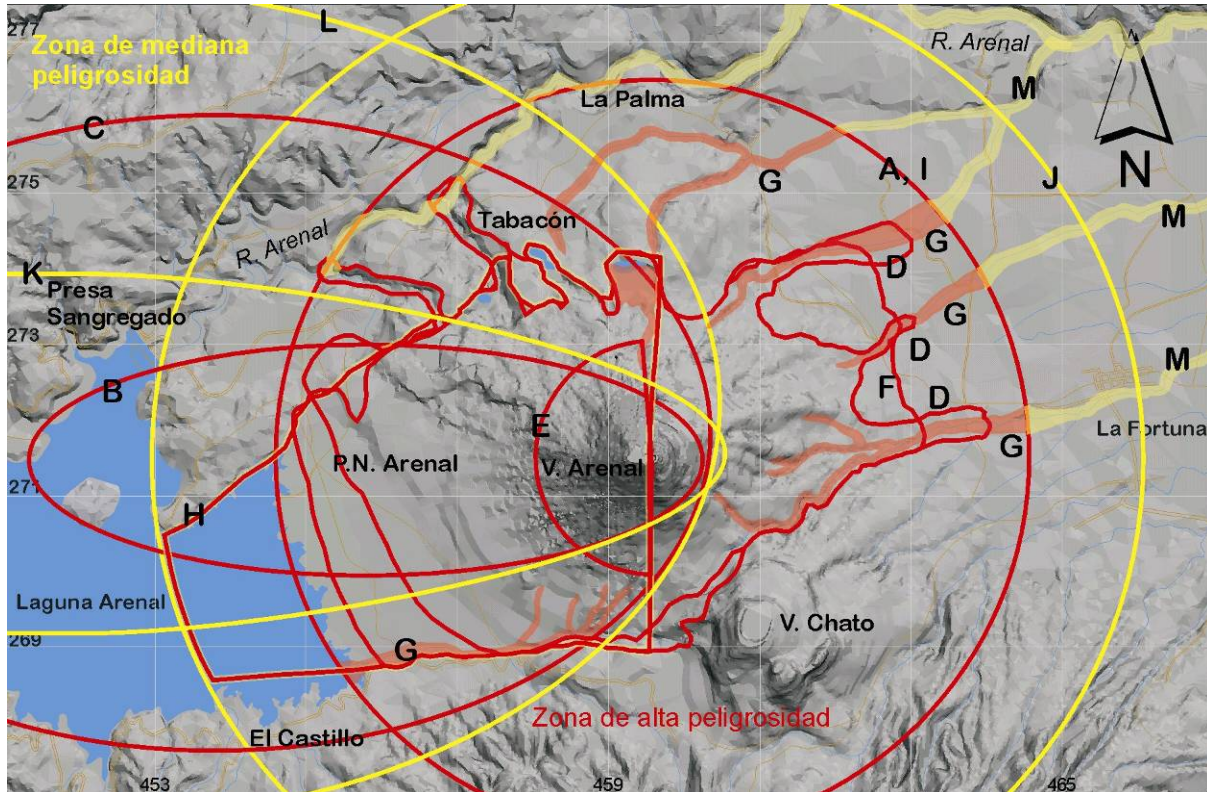 277
L
Zona de mediana
peligrosidad
R. Arenal
M
La Palma
C
N
275
G
A, I
J
M
Tabacón
R. Arenal
G
D
K
Presa
Sangregado
G
273
D
M
B
F
D
E
La Fortuna
P.N. Arenal
V. Arenal
G
271
H
Laguna Arenal
V. Chato
269
G
Zona de alta peligrosidad
El Castillo
453
459
465